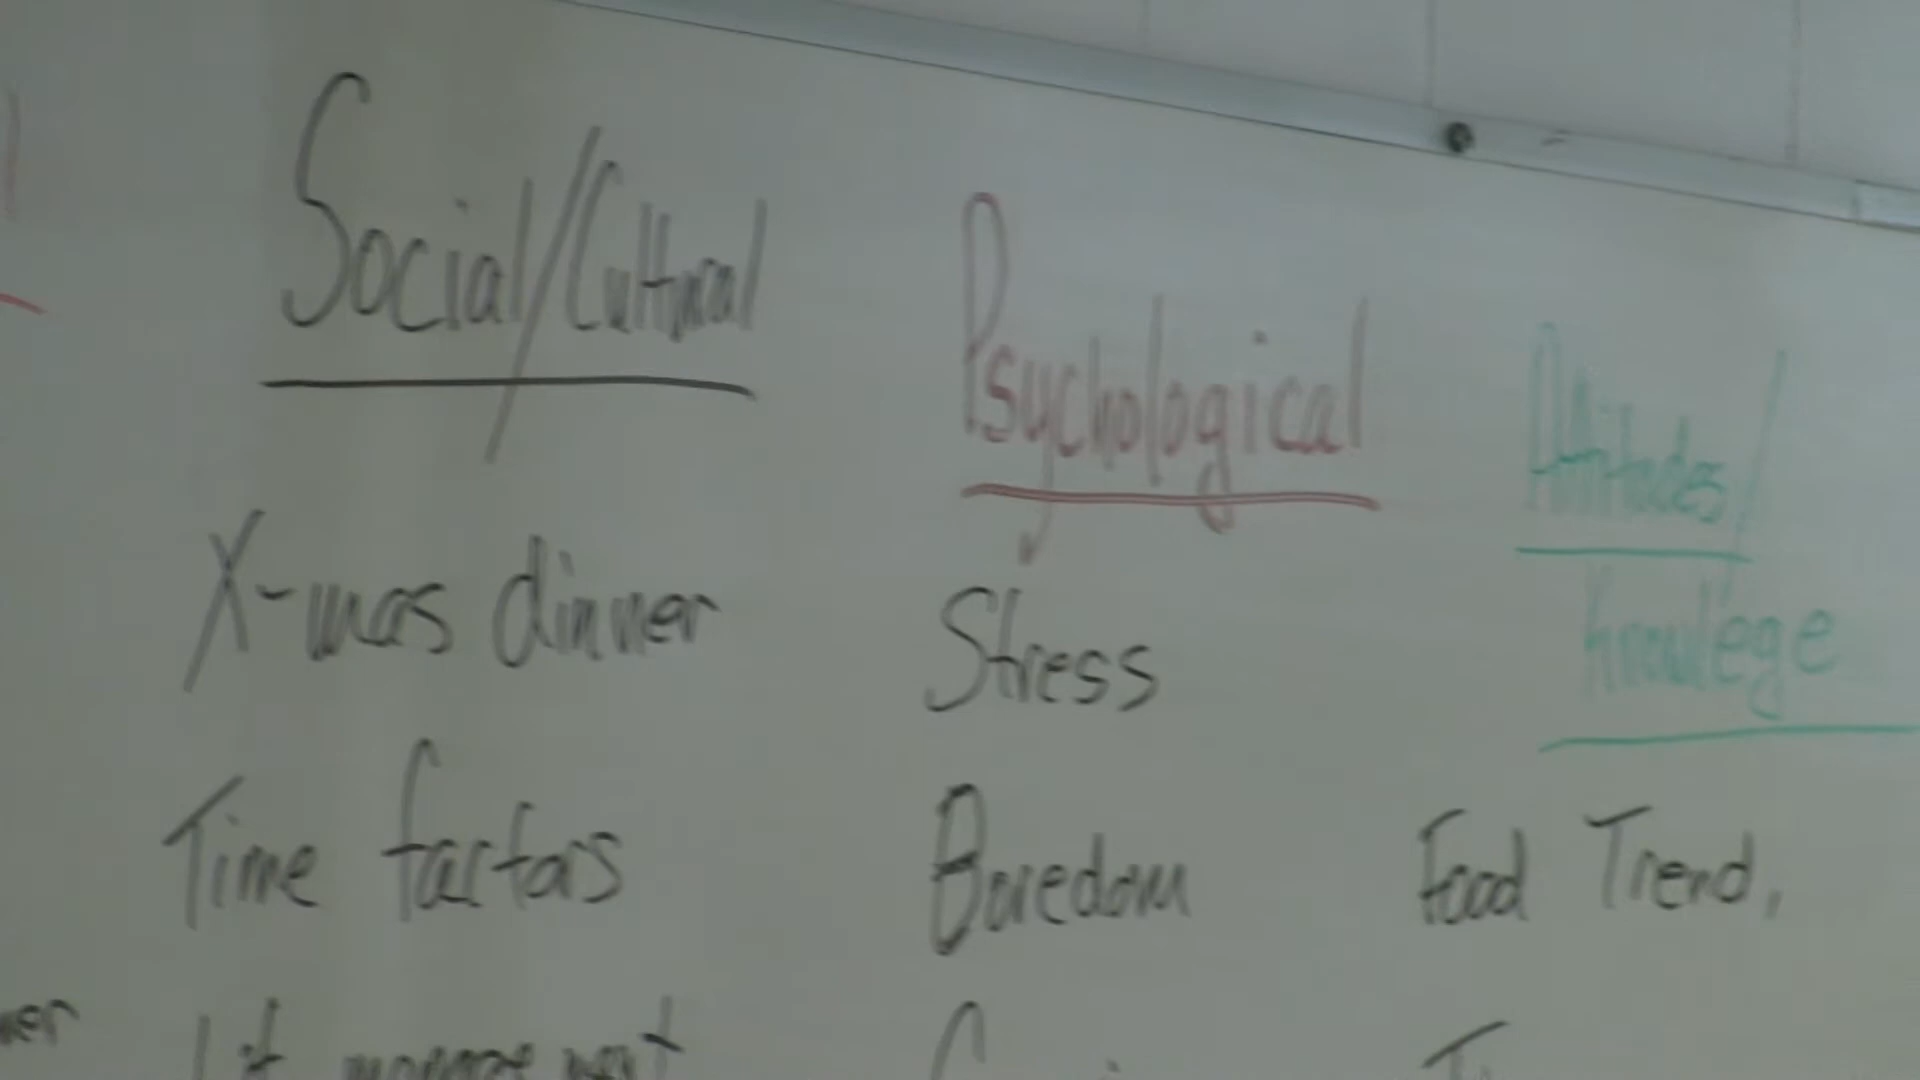 Social/Cultural
X-mas dinner
Time factors
Psychological
Stress
Boredom
Attitudes/
knowlege
Food Trend,